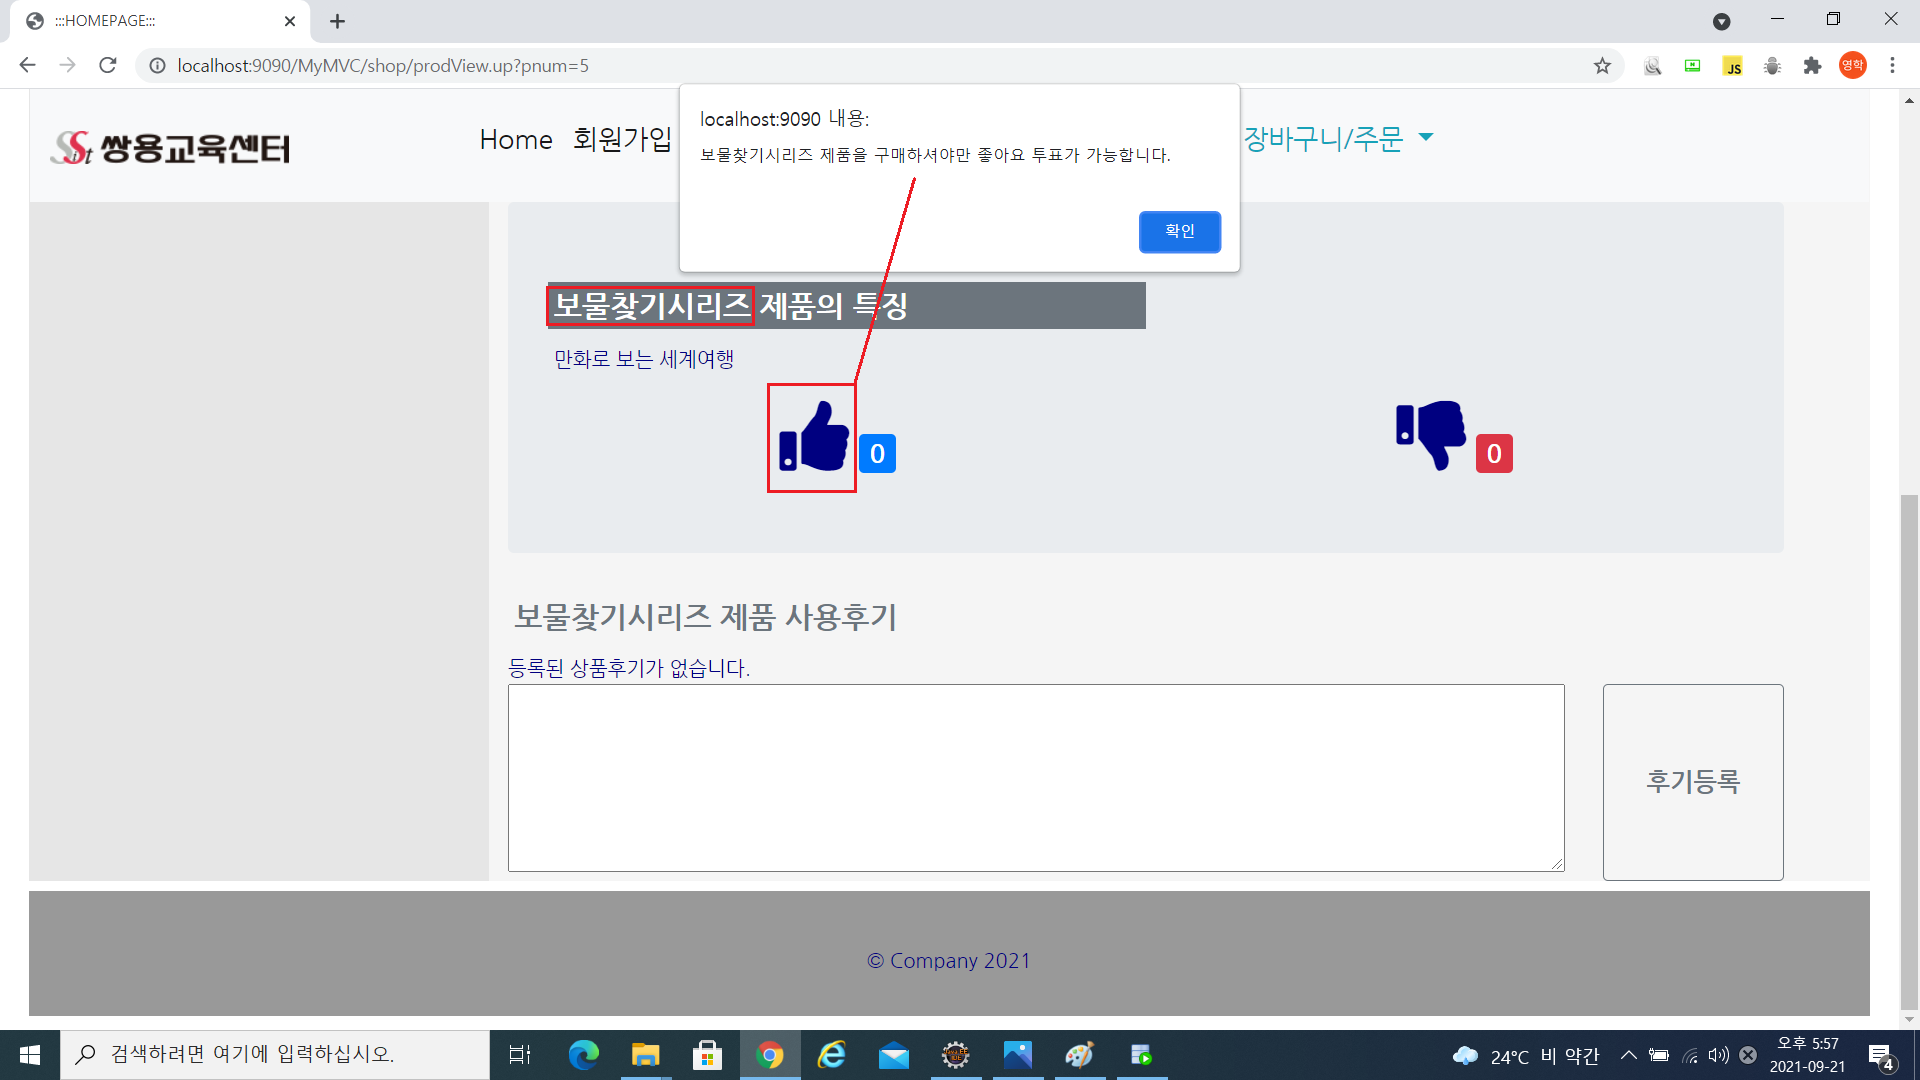 :::HOMEPAGE:::
localhost:9090/MyMVC/shop/prodView.up?pnum=5
JS
영학
localhost:9090 내용:
보물찾기시리즈 제품을 구매하셔야만 좋아요 투표가 가능합니다.
확인
SSist 쌍용교육센터
Home 회원가입 장바구니/주문
보물찾기시리즈 제품의 특징
만화로 보는 세계여행
0
0
보물찾기시리즈 제품 사용후기
등록된 상품후기가 없습니다.
후기등록
© Company 2021
검색하려면 여기에 입력하십시오.
24°C 비 약간
오후 5:57
2021-09-21
4